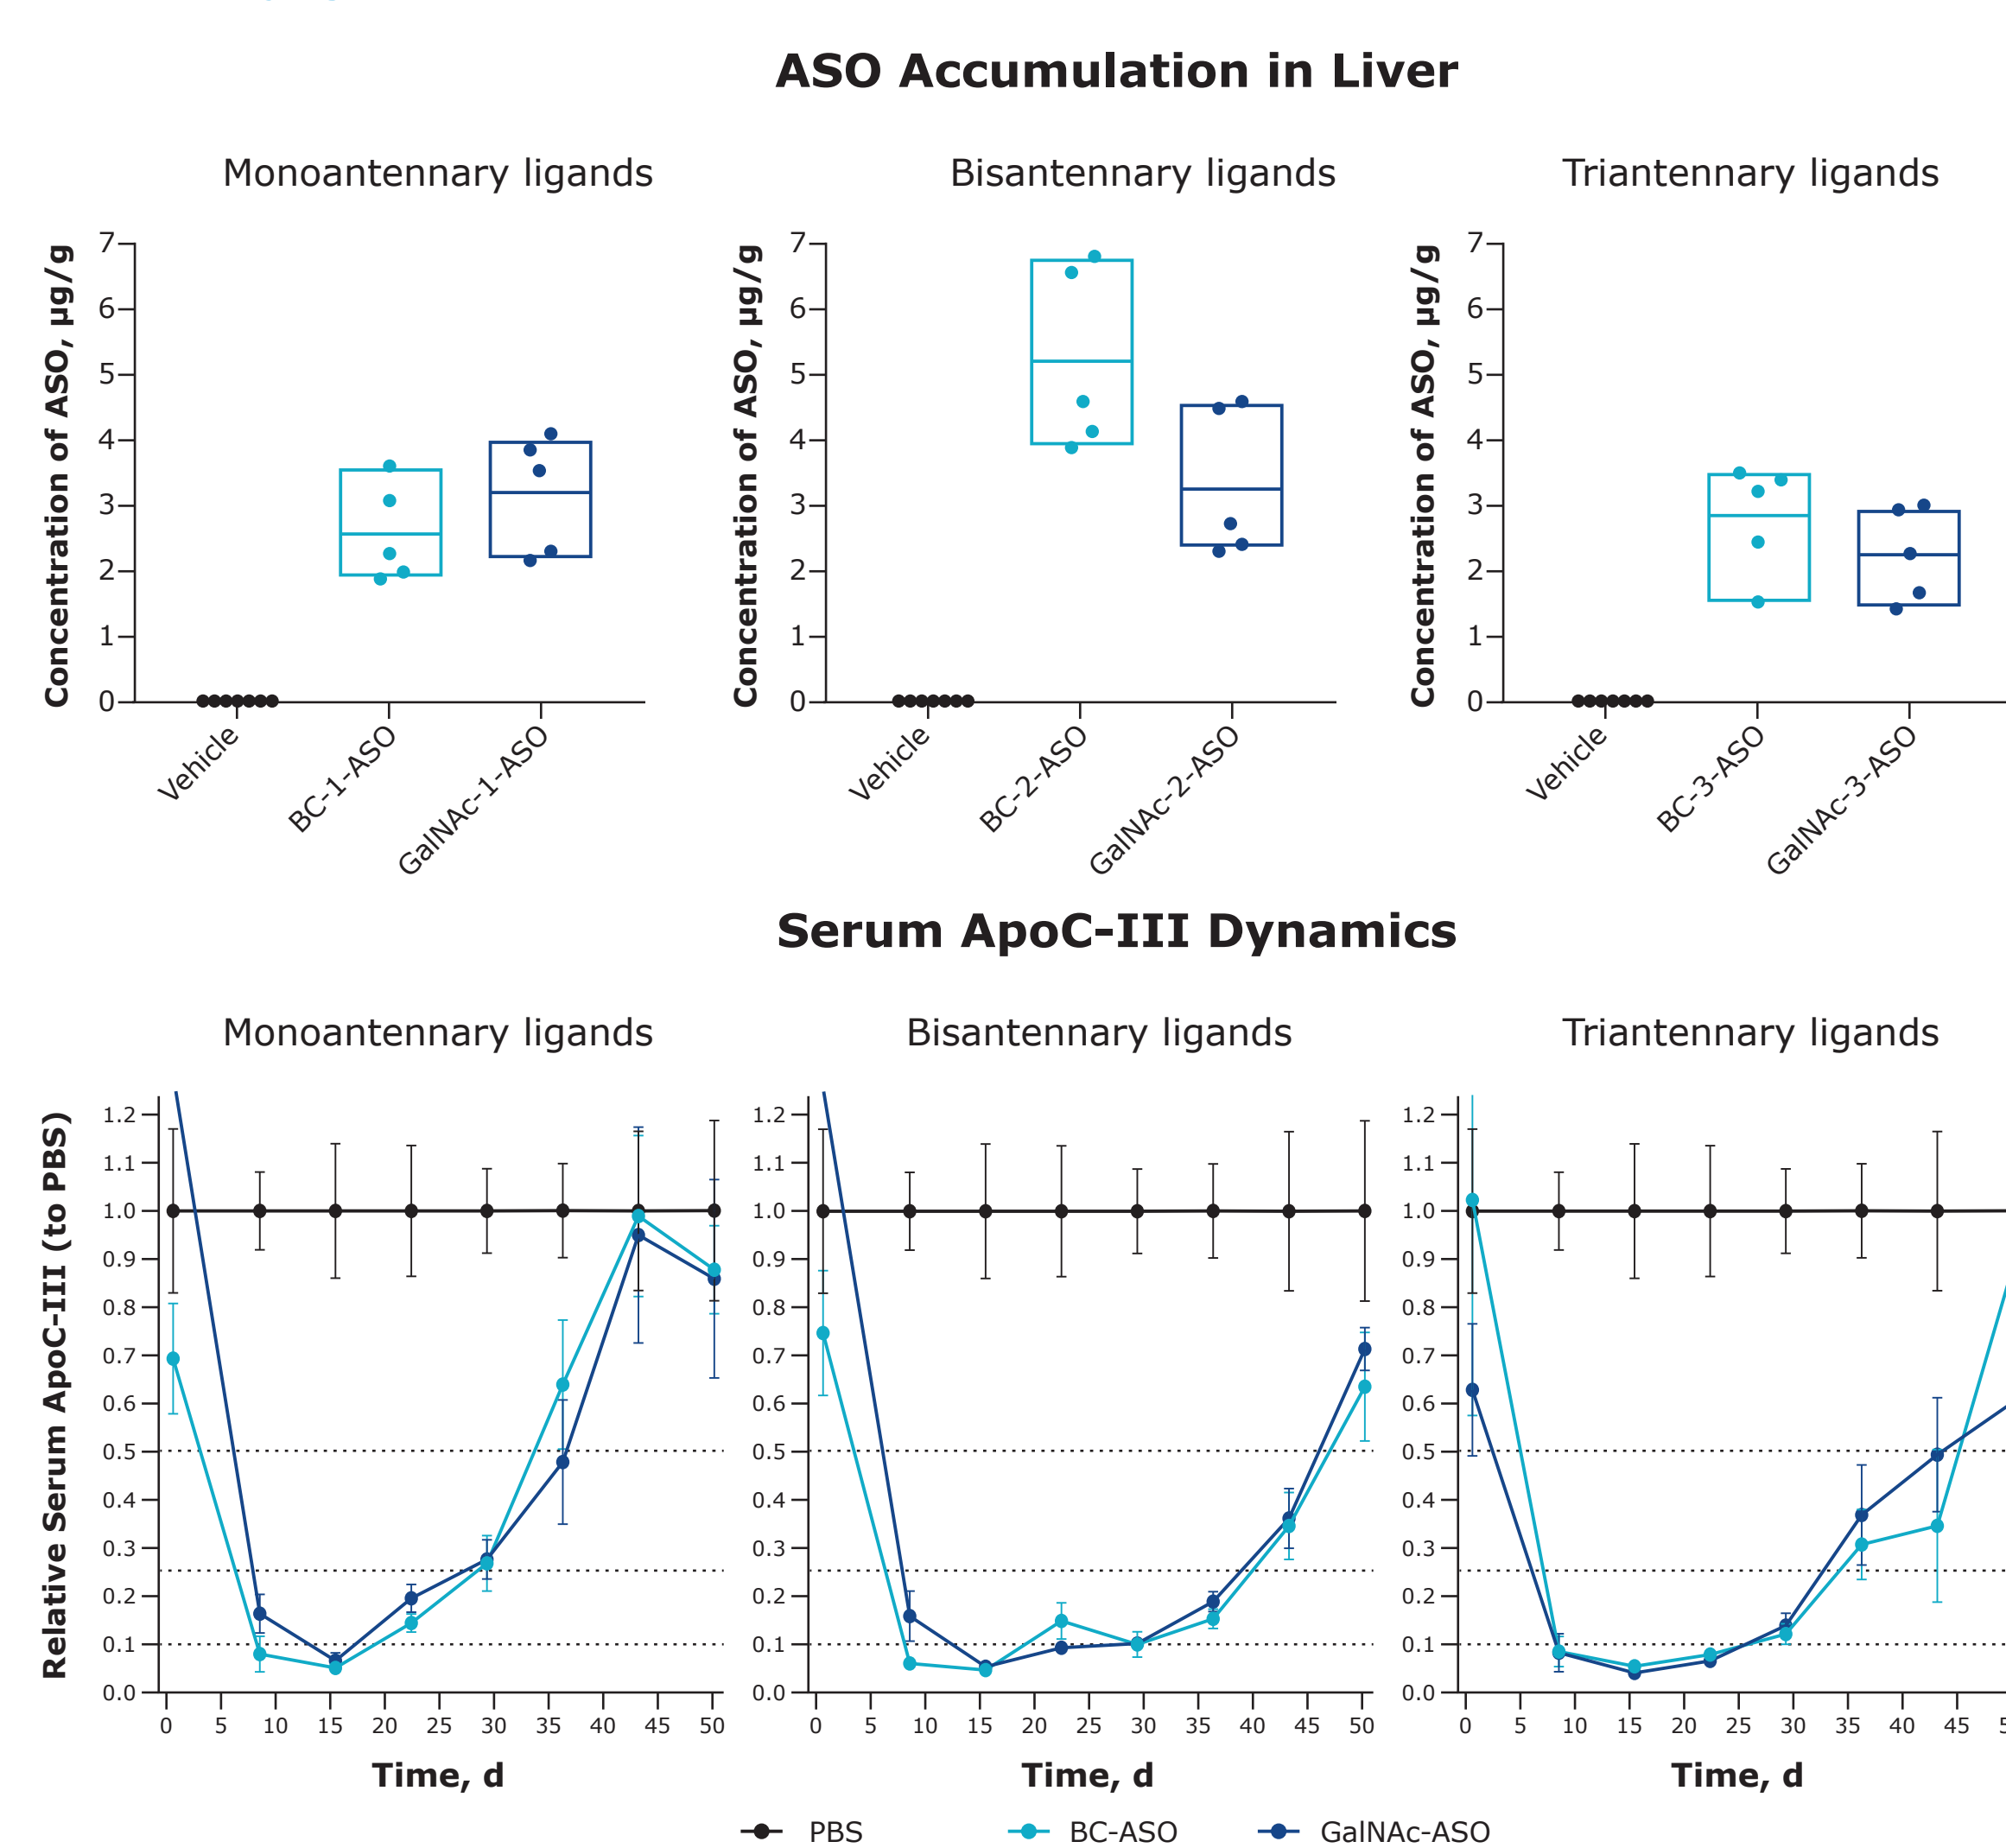 ASO Accumulation in Liver
Monoantennary ligands
Bisantennary ligands
Triantennary ligands
Concentration of ASO, µg/g
7
6
5
4
3
2
1
0
Vehicle
BC-1-ASO
GalNAc-1-ASO
Concentration of ASO, µg/g
7
6
5
4
3
2
1
0
Vehicle
BC-2-ASO
GalNAc-2-ASO
Concentration of ASO, µg/g
7
6
5
4
3
2
1
0
Vehicle
BC-3-ASO
GalNAc-3-ASO
Serum ApoC-III Dynamics
Monoantennary ligands
Bisantennary ligands
Triantennary ligands
Relative Serum ApoC-III (to PBS)
1.2
1.1
1.0
0.9
0.8
0.7
0.6
0.5
0.4
0.3
0.2
0.1
0.0
0 5 10 15 20 25 30 35 40 45 50
Time, d
1.2
1.1
1.0
0.9
0.8
0.7
0.6
0.5
0.4
0.3
0.2
0.1
0.0
0 5 10 15 20 25 30 35 40 45 50
Time, d
1.2
1.1
1.0
0.9
0.8
0.7
0.6
0.5
0.4
0.3
0.2
0.1
0.0
0 5 10 15 20 25 30 35 40 45
Time, d
PBS BC-ASO GalNAc-ASO